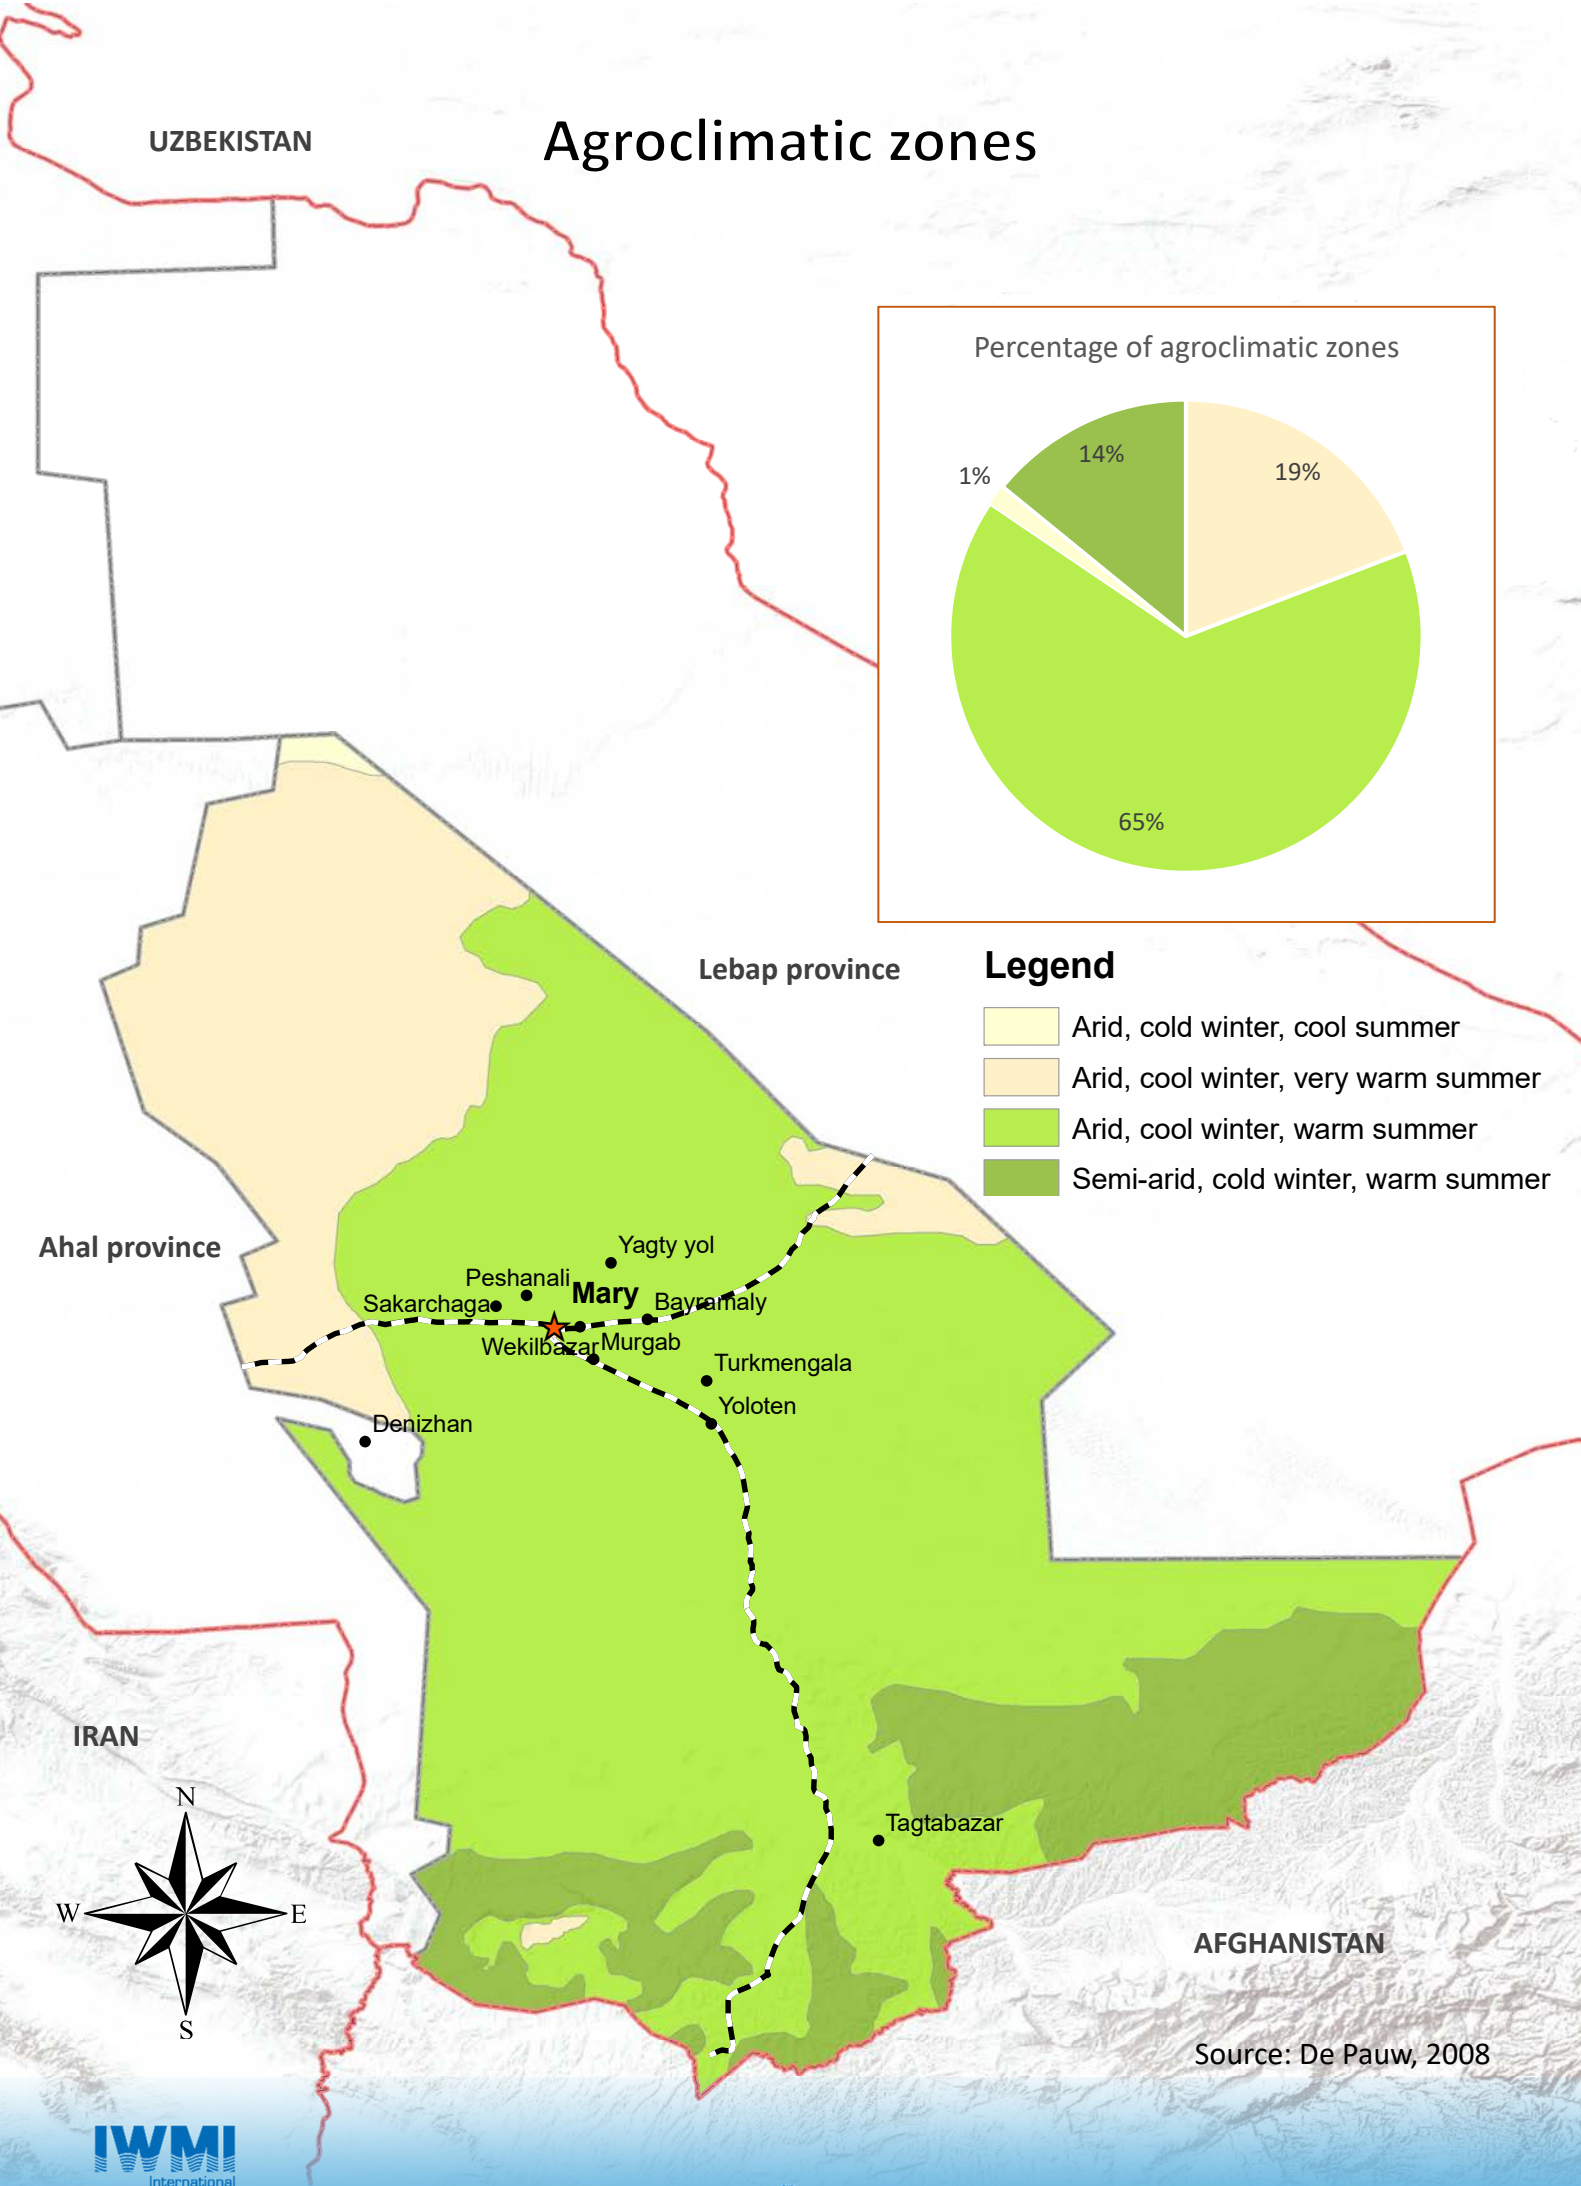 UZBEKISTAN
Agroclimatic zones
Percentage of agroclimatic zones
14%
19%
1%
65%
Lebap province
Legend
Arid, cold winter, cool summer
Arid, cool winter, very warm summer
Arid, cool winter, warm summer
Semi-arid, cold winter, warm summer
Ahal province
Yagty yol
Peshanali
Mary
Sakarchaga
Bayramaly
Wekilbazar
Murgab
Turkmengala
Yoloten
Denizhan
IRAN
N
W
E
S
Tagtabazar
AFGHANISTAN
Source: De Pauw, 2008
IWMI
International